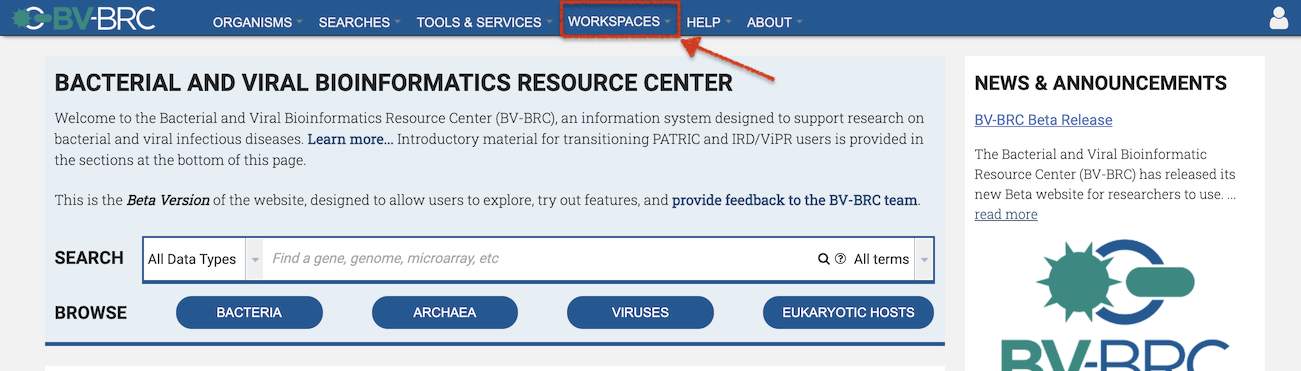 BV-BRC
ORGANISMS SEARCHES TOOLS & SERVICES WORKSPACES HELP ABOUT
BACTERIAL AND VIRAL BIOINFORMATICS RESOURCE CENTER
Welcome to the Bacterial and Viral Bioinformatics Resource Center (BV-BRC), an information system designed to support research on
bacterial and viral infectious diseases. Learn more... Introductory material for transitioning PATRIC and IRD/ViPR users is provided in
the sections at the bottom of this page.
This is the Beta Version of the website, designed to allow users to explore, try out features, and provide feedback to the BV-BRC team.
SEARCH All Data Types Find a gene, genome, microarray, etc All terms
BROWSE BACTERIA ARCHAEA VIRUSES EUKARYOTIC HOSTS
NEWS & ANNOUNCEMENTS
BV-BRC Beta Release
The Bacterial and Viral Bioinformatic
Resource Center (BV-BRC) has released its
new Beta website for researchers to use. ...
read more
BV-BRC